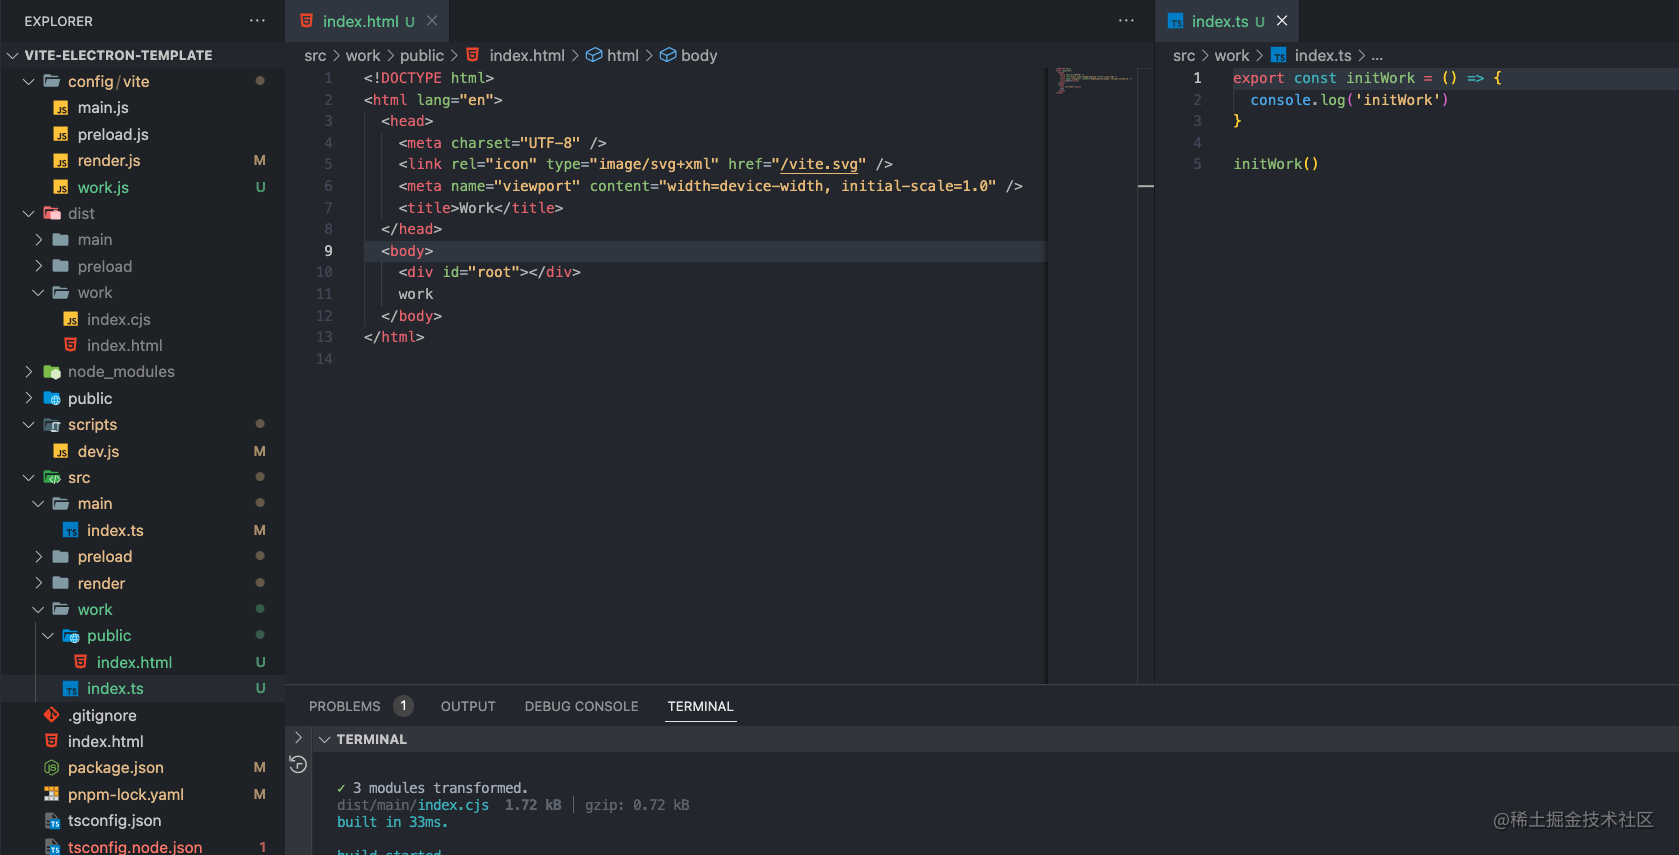 EXPLORER
VITE-ELECTRON-TEMPLATE
config/vite
main.js
preload.js
render.js M
work.js U
dist
main
preload
work
index.cjs
index.html
node_modules
public
scripts
dev.js M
src
main
index.ts M
preload
render
work
public
index.html U
index.ts U
.gitignore
index.html
package.json M
pnpm-lock.yaml M
tsconfig.json
tsconfig.node.json 1
index.html U
src > work > public > index.html > html > body
1 <!DOCTYPE html>
2 <html lang="en">
3 <head>
4 <meta charset="UTF-8" />
5 <link rel="icon" type="image/svg+xml" href="/vite.svg" />
6 <meta name="viewport" content="width=device-width, initial-scale=1.0" />
7 <title>Work</title>
8 </head>
9 <body>
10 <div id="root"></div>
11 work
12 </body>
13 </html>
14
index.ts U
src > work > index.ts > ...
1 export const initWork = () => {
2 console.log('initWork')
3 }
4
5 initWork()
PROBLEMS 1 OUTPUT DEBUG CONSOLE TERMINAL
TERMINAL
✓ 3 modules transformed.
dist/main/index.cjs 1.72 kB │ gzip: 0.72 kB
built in 33ms.
build started
@稀土掘金技术社区